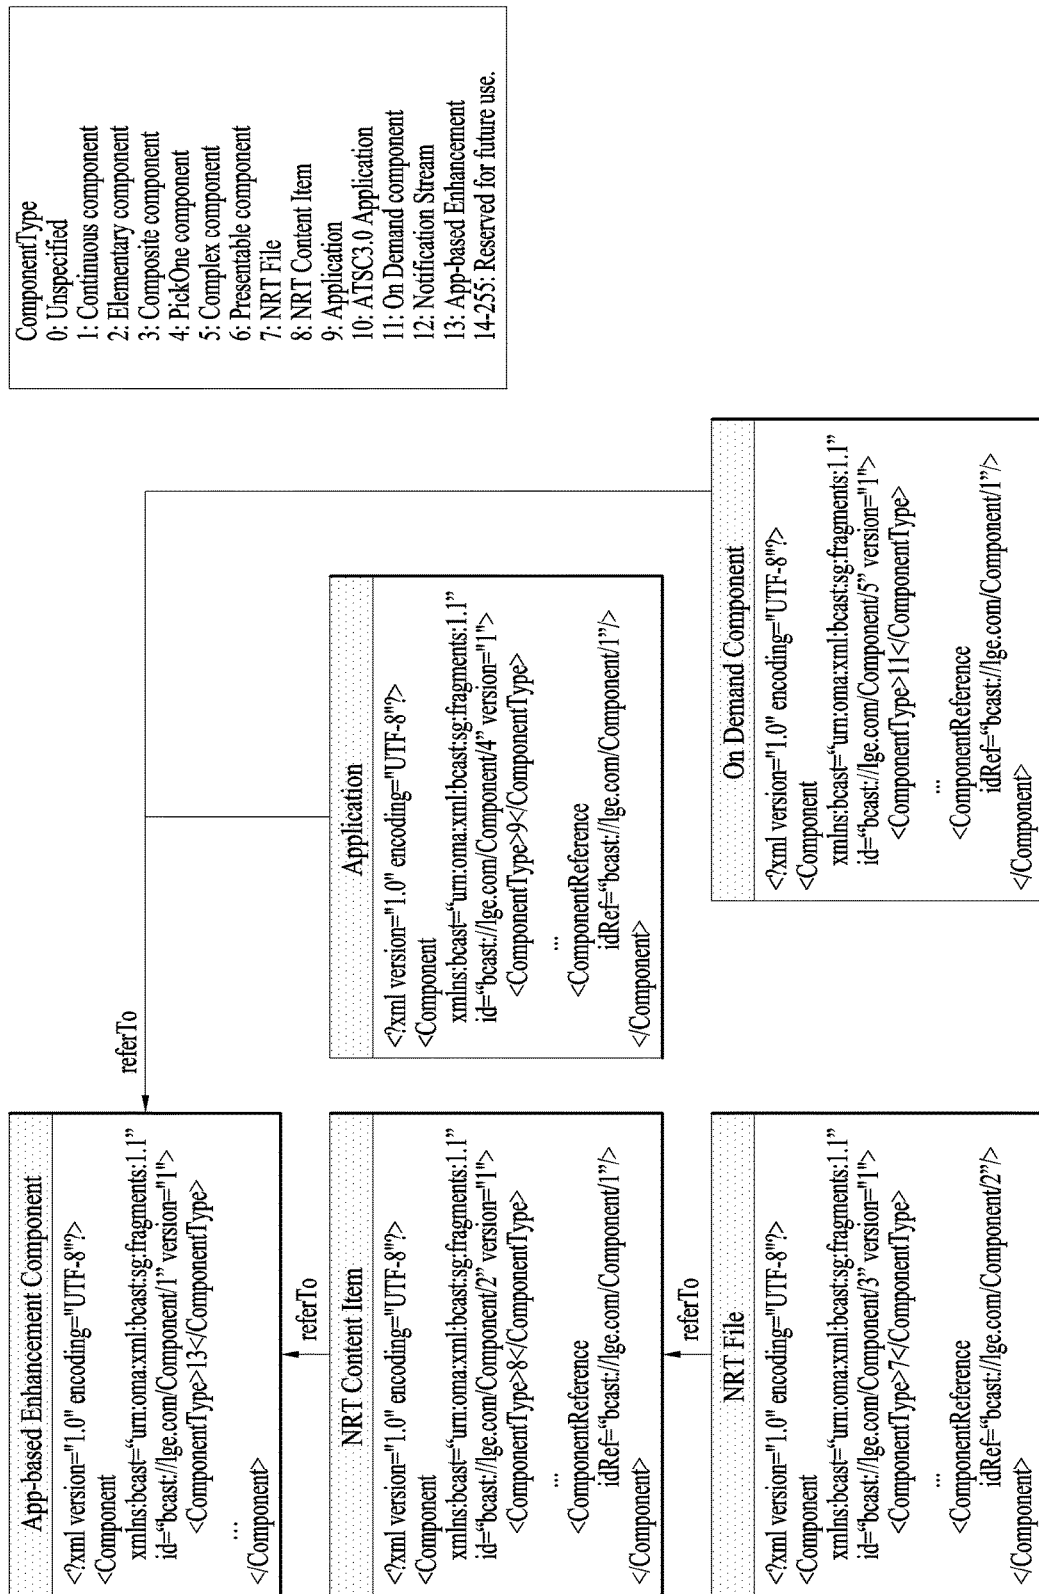 App-based Enhancement Component
<?xml version="1.0" encoding="UTF-8"?>
<Component
xmlns:bcast=“urn:oma:xml:bcast:sg:fragments:1.1”
id=“bcast://lge.com/Component/1” version="1">
<ComponentType>13</ComponentType>
...
</Component>
referTo
NRT Content Item
<?xml version="1.0" encoding="UTF-8"?>
<Component
xmlns:bcast=“urn:oma:xml:bcast:sg:fragments:1.1”
id=“bcast://lge.com/Component/2” version="1">
<ComponentType>8</ComponentType>
...
<ComponentReference
idRef=“bcast://lge.com/Component/1”/>
</Component>
referTo
NRT File
<?xml version="1.0" encoding="UTF-8"?>
<Component
xmlns:bcast=“urn:oma:xml:bcast:sg:fragments:1.1”
id=“bcast://lge.com/Component/3” version="1">
<ComponentType>7</ComponentType>
...
<ComponentReference
idRef=“bcast://lge.com/Component/2”/>
</Component>
referTo
Application
<?xml version="1.0" encoding="UTF-8"?>
<Component
xmlns:bcast=“urn:oma:xml:bcast:sg:fragments:1.1”
id=“bcast://lge.com/Component/4” version="1">
<ComponentType>9</ComponentType>
...
<ComponentReference
idRef=“bcast://lge.com/Component/1”/>
</Component>
On Demand Component
<?xml version="1.0" encoding="UTF-8"?>
<Component
xmlns:bcast=“urn:oma:xml:bcast:sg:fragments:1.1”
id=“bcast://lge.com/Component/5” version="1">
<ComponentType>11</ComponentType>
...
<ComponentReference
idRef=“bcast://lge.com/Component/1”/>
</Component>
ComponentType
0: Unspecified
1: Continuous component
2: Elementary component
3: Composite component
4: PickOne component
5: Complex component
6: Presentable component
7: NRT File
8: NRT Content Item
9: Application
10: ATSC3.0 Application
11: On Demand component
12: Notification Stream
13: App-based Enhancement
14-255: Reserved for future use.